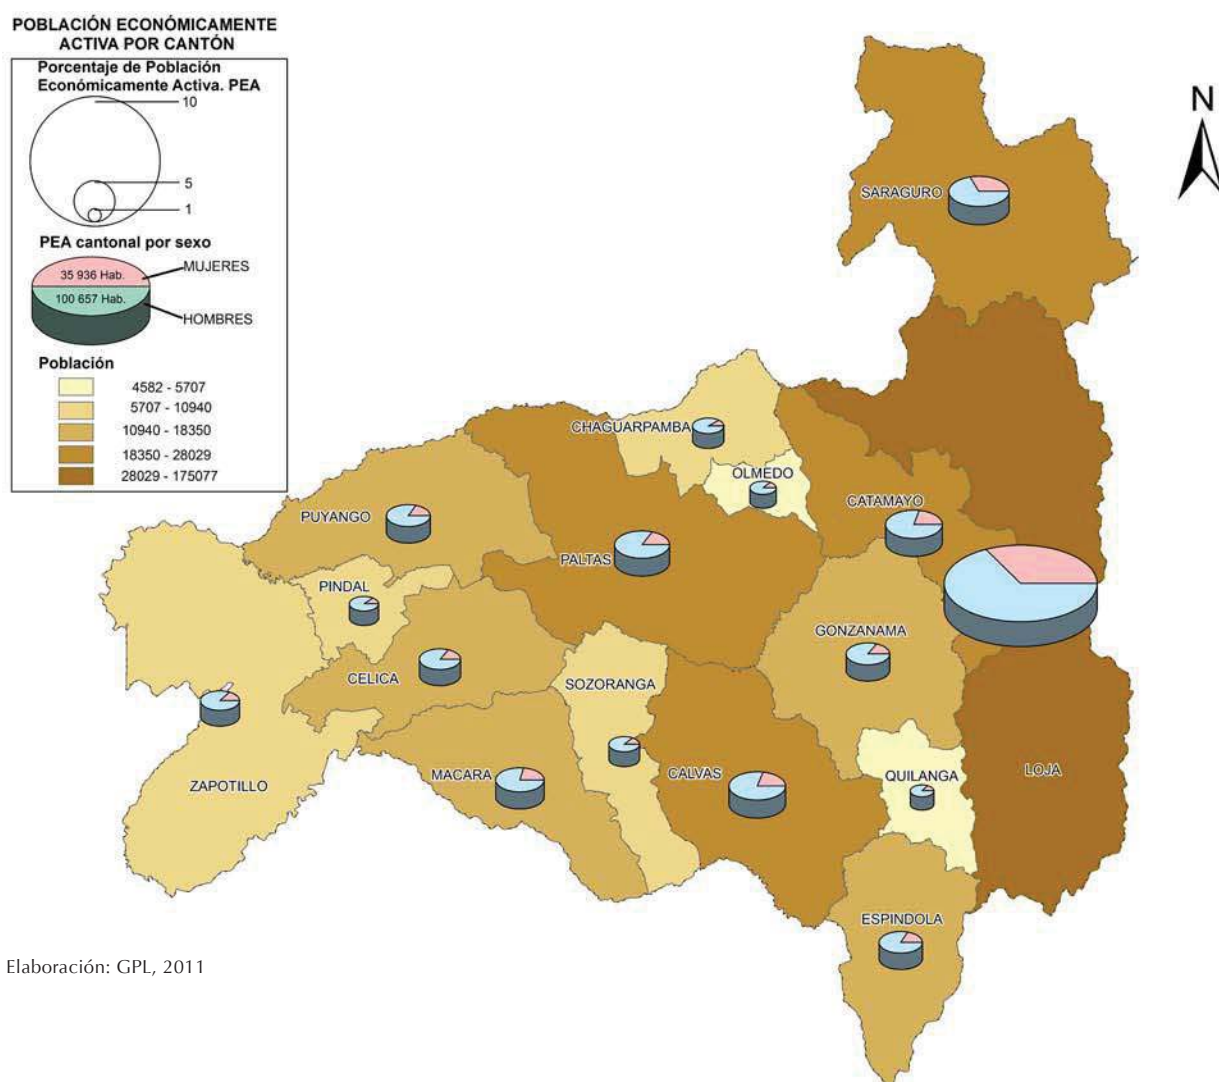 POBLACIÓN ECONÓMICAMENTE
ACTIVA POR CANTÓN
Porcentaje de Población
Económicamente Activa. PEA
10
5
1
PEA cantonal por sexo
35 936 Hab.
MUJERES
100 657 Hab.
HOMBRES
Población
4582 - 5707
5707 - 10940
10940 - 18350
18350 - 28029
28029 - 175077
N
SARAGURO
CHAGUARPAMBA
OLMEDO
CATAMAYO
PUYANGO
PALTAS
PINDAL
GONZANAMA
CELICA
SOZORANGA
LOJA
MACARA
CALVAS
QUILANGA
ZAPOTILLO
ESPINDOLA
Elaboración: GPL, 2011